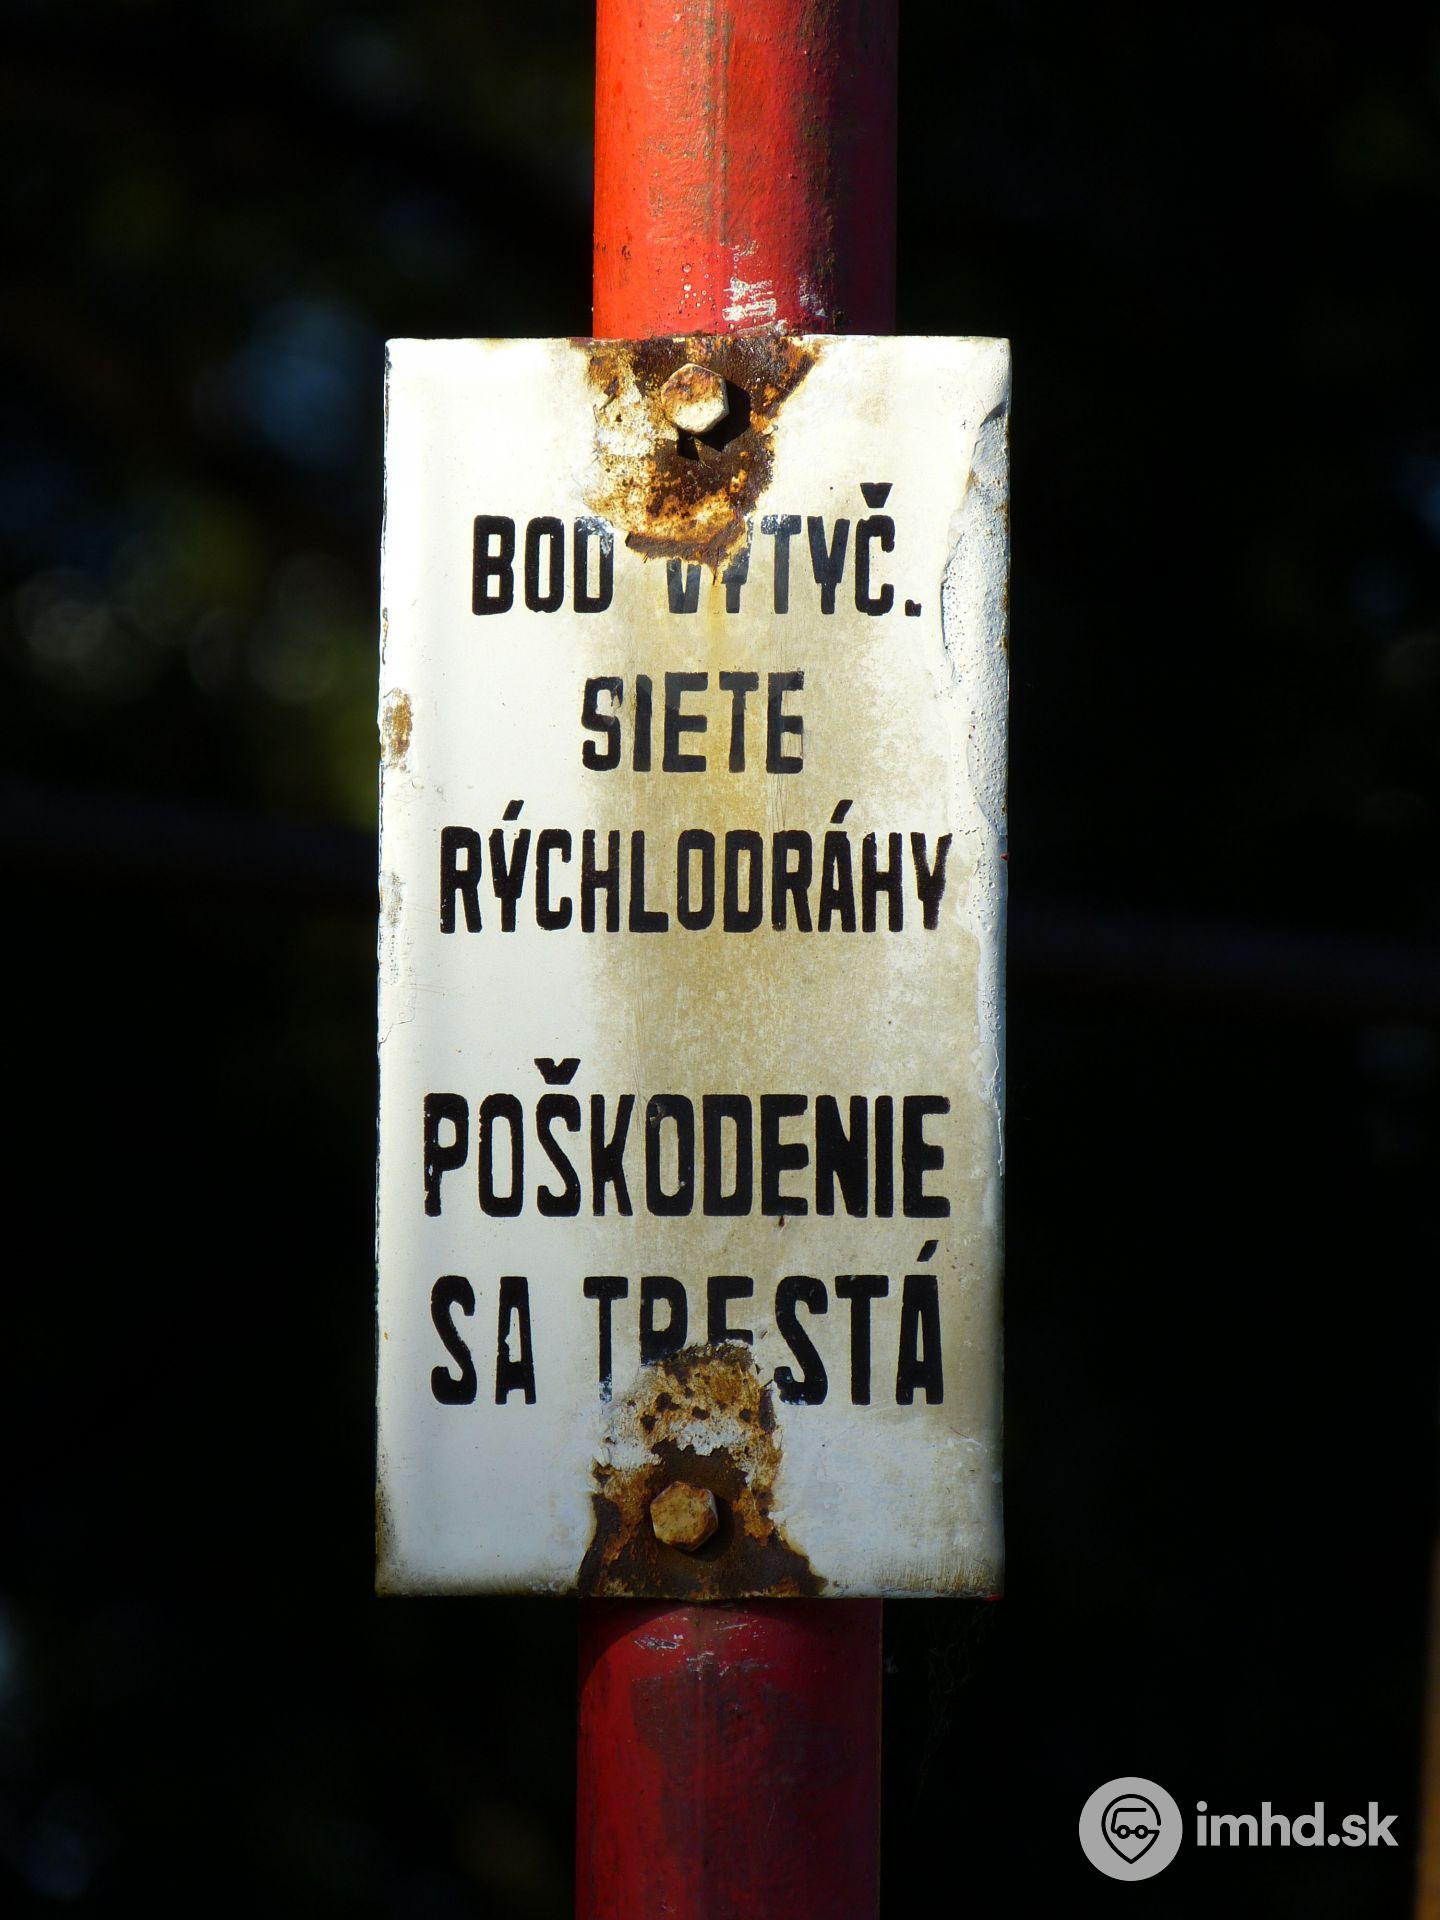 BOD VYTYČ.
SIETE
RÝCHLODRÁHY
POŠKODENIE
SA TRESTÁ
imhd.sk